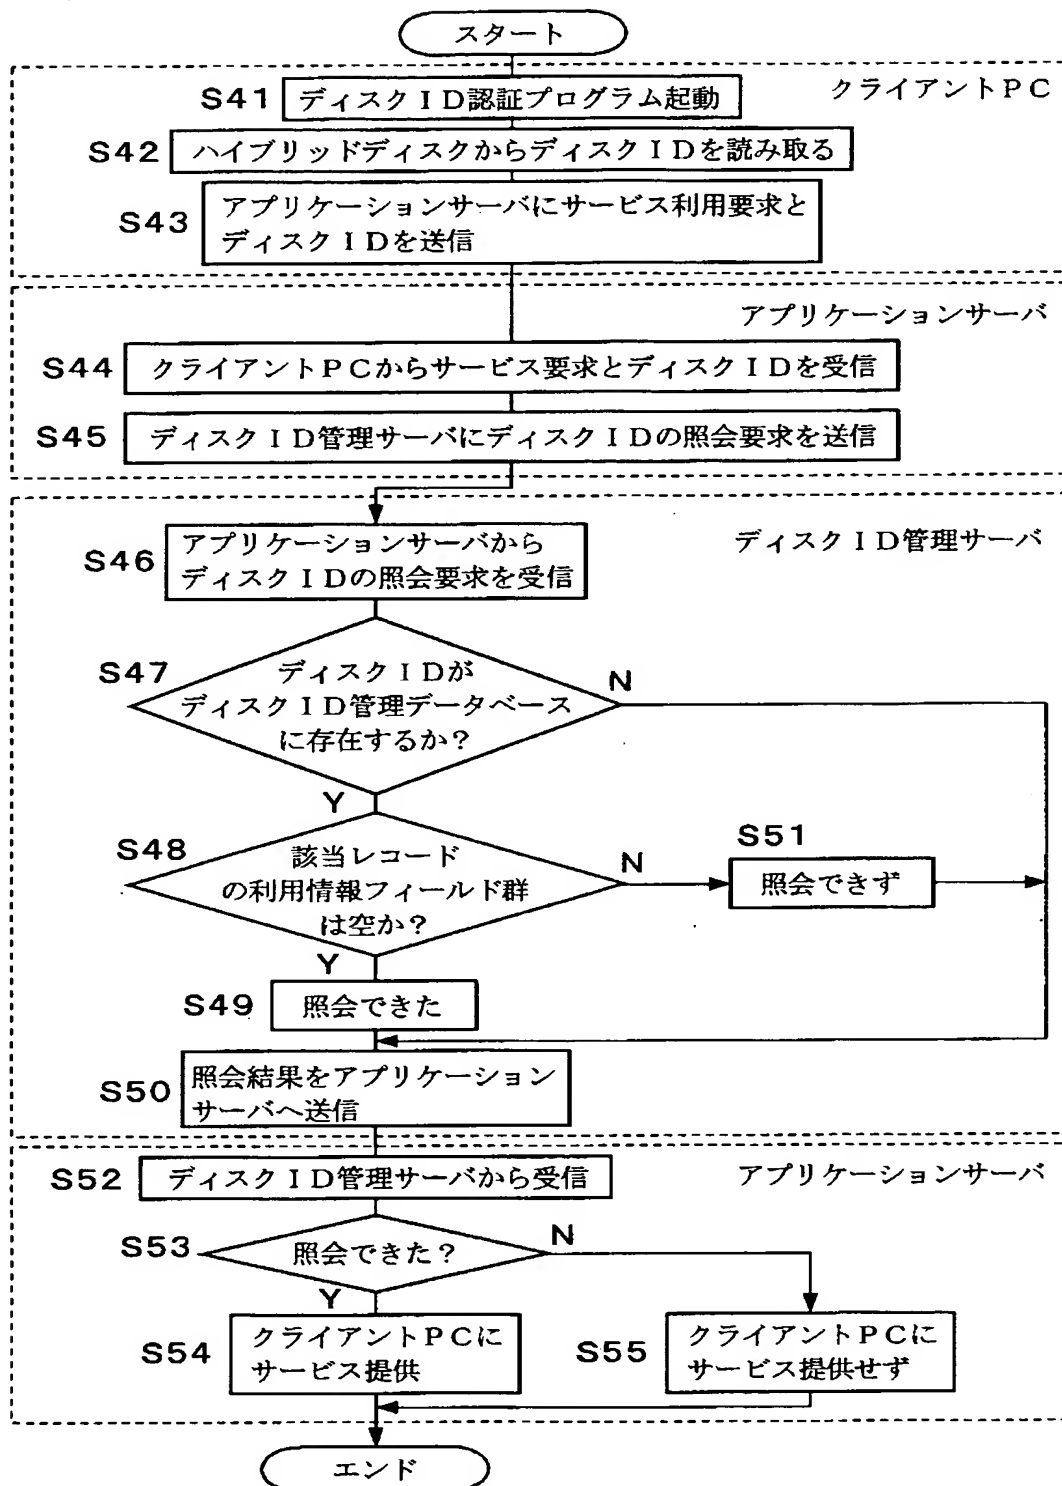 スタート
クライアントPC
S41 ディスクID認証プログラム起動
S42 ハイブリッドディスクからディスクIDを読み取る
S43 アプリケーションサーバにサービス利用要求と
ディスクIDを送信
アプリケーションサーバ
S44 クライアントPCからサービス要求とディスクIDを受信
S45 ディスクID管理サーバにディスクIDの照会要求を送信
ディスクID管理サーバ
S46 アプリケーションサーバから
ディスクIDの照会要求を受信
S47 ディスクIDが
ディスクID管理データベース
に存在するか?
N
Y
S48 該当レコード
の利用情報フィールド群
は空か?
N
S51 照会できず
Y
S49 照会できた
S50 照会結果をアプリケーション
サーバへ送信
アプリケーションサーバ
S52 ディスクID管理サーバから受信
S53 照会できた?
N
Y
S54 クライアントPCに
サービス提供
S55 クライアントPCに
サービス提供せず
エンド